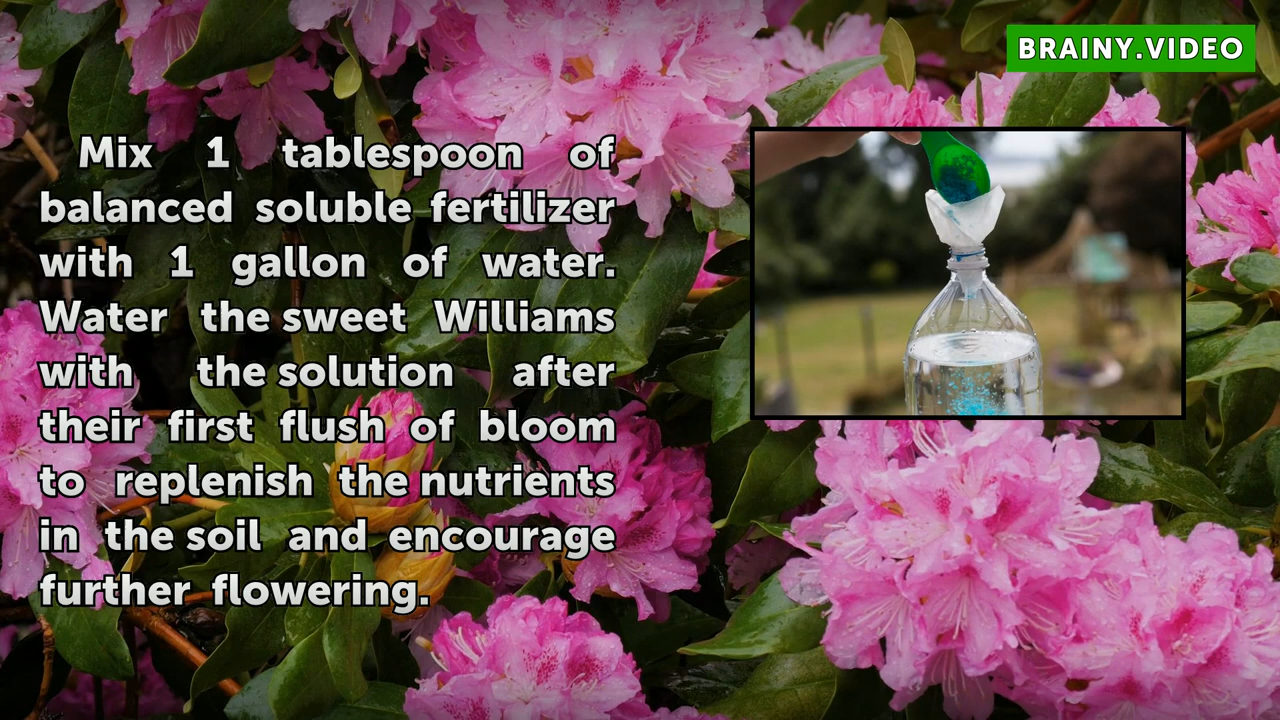 BRAINY.VIDEO
Mix 1 tablespoon of
balanced soluble fertilizer
with 1 gallon of water.
Water the sweet Williams
with the solution after
their first flush of bloom
to replenish the nutrients
in the soil and encourage
further flowering.